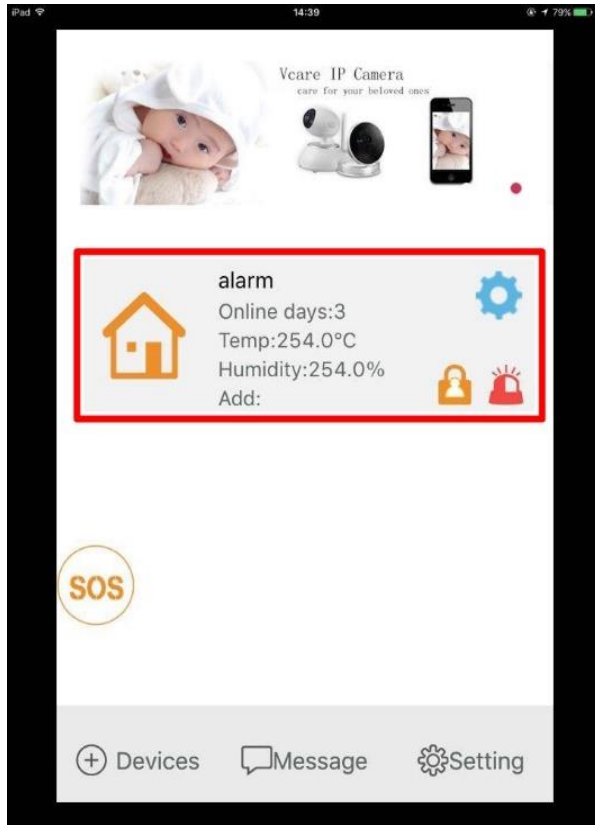 iPad 14:39 79%
Vcare IP Camera
care for your beloved ones
alarm
Online days:3
Temp:254.0°C
Humidity:254.0%
Add:
SOS
Devices Message Setting